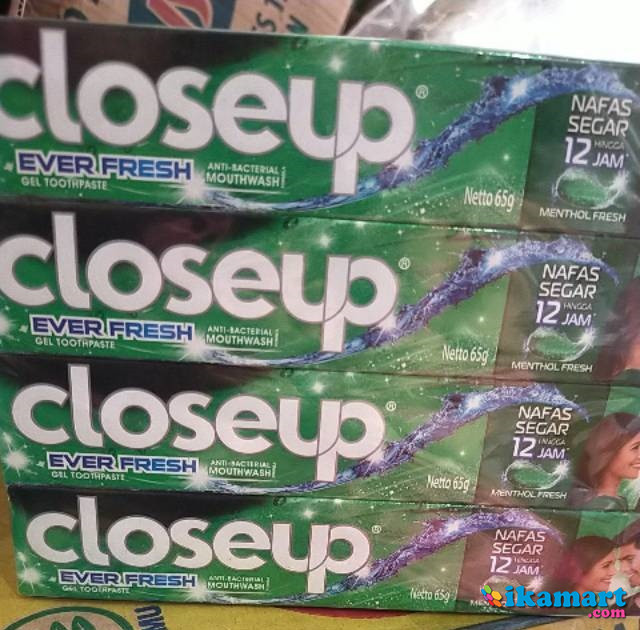 closeup®
EVER FRESH
GEL TOOTHPASTE
ANTI-BACTERIAL
MOUTHWASH
FORMULA
Netto 65g
NAFAS
SEGAR
HINGGA
12 JAM
MENTHOL FRESH
closeup®
EVER FRESH
GEL TOOTHPASTE
ANTI-BACTERIAL
MOUTHWASH
Netto 65g
NAFAS
SEGAR
HINGGA
12 JAM
MENTHOL FRESH
closeup®
EVER FRESH
GEL TOOTHPASTE
ANTI-BACTERIAL
MOUTHWASH
Netto 65g
NAFAS
SEGAR
HINGGA
12 JAM
MENTHOL FRESH
closeup®
EVER FRESH
GEL TOOTHPASTE
ANTI-BACTERIAL
MOUTHWASH
Netto 65g
NAFAS
SEGAR
HINGGA
12 JAM
ikamart
.com